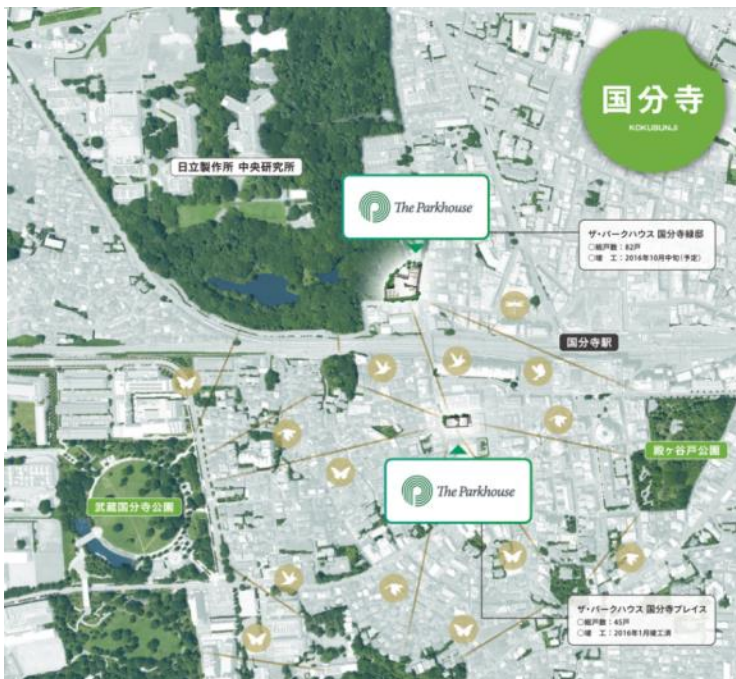 国分寺
KOKUBUNJI
日立製作所 中央研究所
The Parkhouse
ザ・パークハウス 国分寺緑邸
○総戸数：82戸
○竣　工：2016年10月中旬（予定）
国分寺駅
殿ヶ谷戸公園
The Parkhouse
武蔵国分寺公園
ザ・パークハウス 国分寺プレイス
○総戸数：45戸
○竣　工：2016年1月竣工済